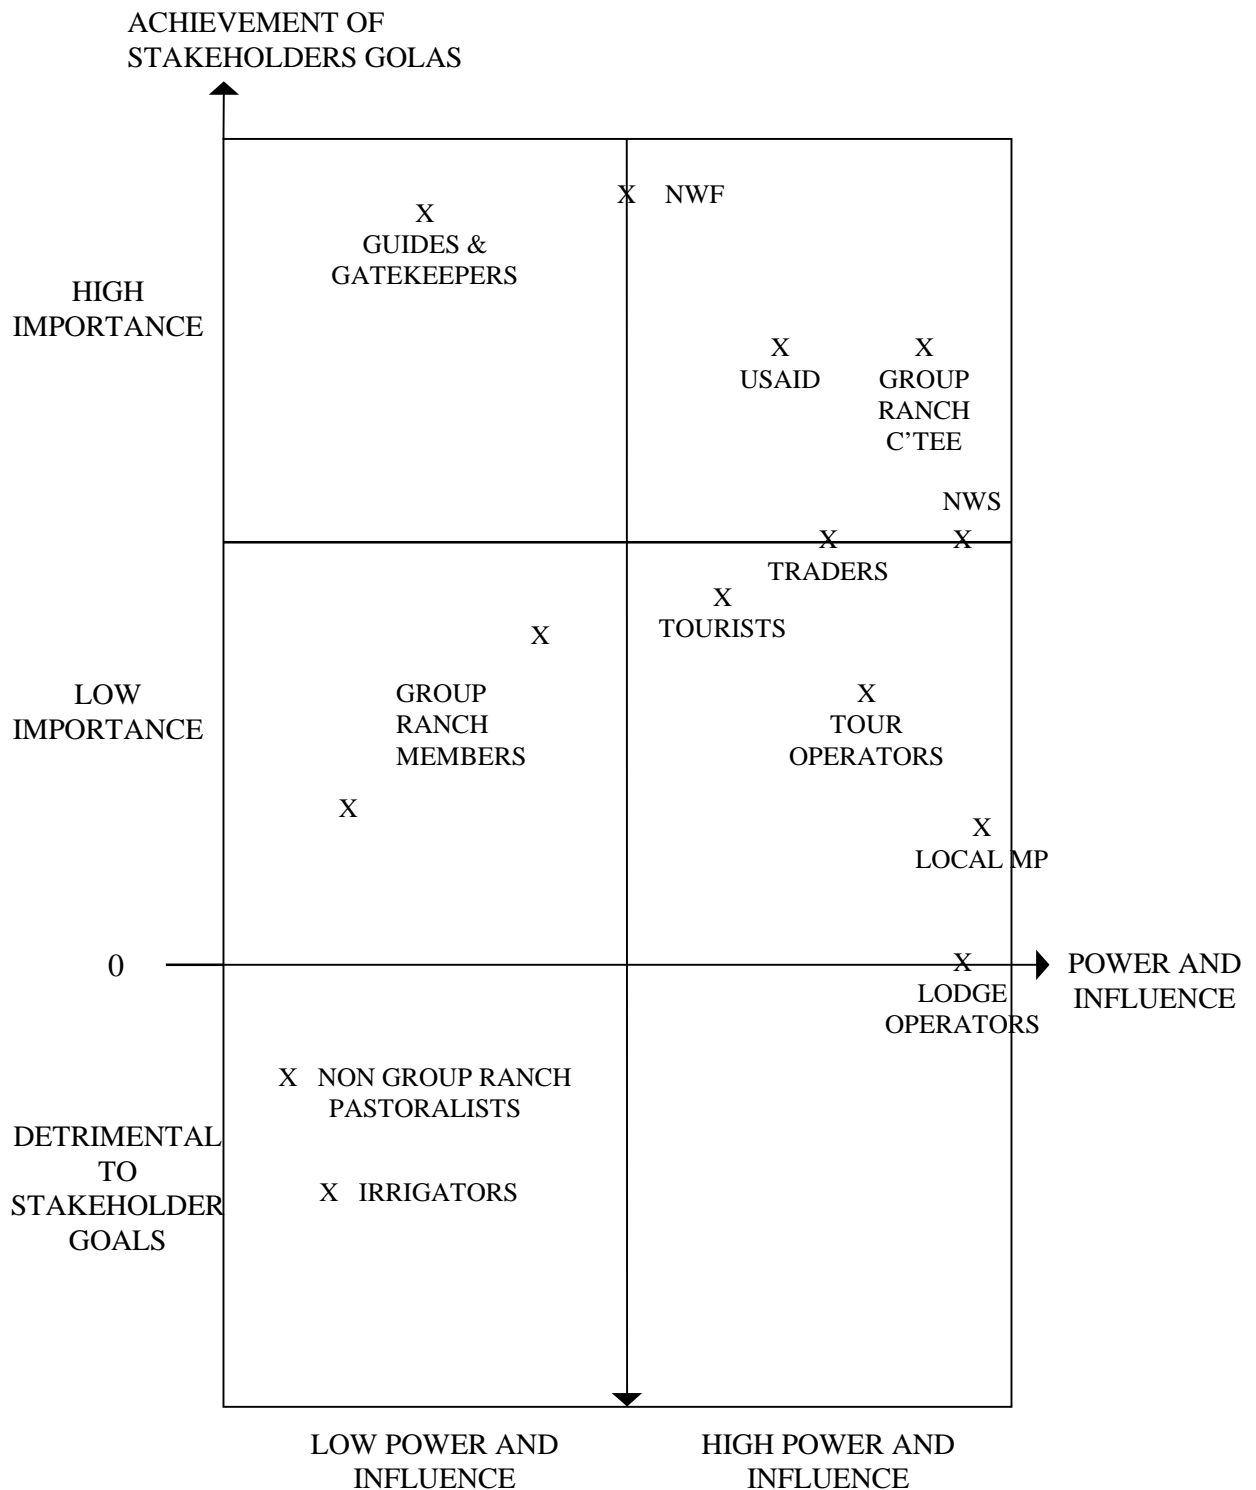 ACHIEVEMENT OF
STAKEHOLDERS GOLAS
X NWF
X
GUIDES &
GATEKEEPERS
HIGH
IMPORTANCE
X
USAID
X
GROUP
RANCH
C’TEE
NWS
X
X
TRADERS
X
TOURISTS
X
GROUP
RANCH
MEMBERS
X
LOW
IMPORTANCE
X
TOUR
OPERATORS
X
LOCAL MP
0
POWER AND
INFLUENCE
X
LODGE
OPERATORS
X NON GROUP RANCH
PASTORALISTS
DETRIMENTAL
TO
STAKEHOLDER
GOALS
X IRRIGATORS
LOW POWER AND
INFLUENCE
HIGH POWER AND
INFLUENCE